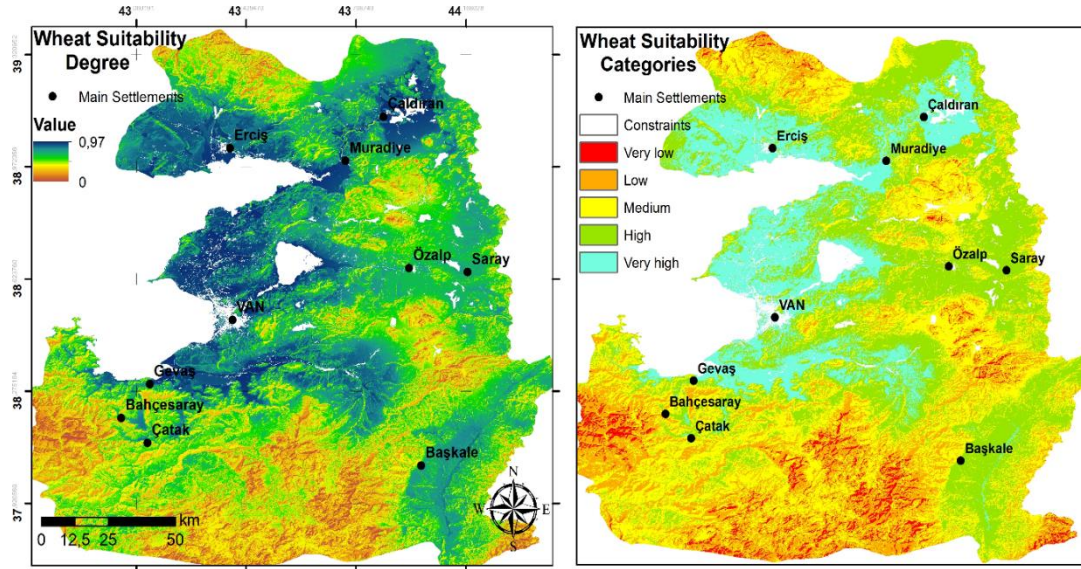 43
43
43
44
39
38
38
38
37
Wheat Suitability
Degree
Main Settlements
Value
0,97
0
Çaldıran
Erciş
Muradiye
Özalp
Saray
VAN
Gevaş
Bahçesaray
Çatak
Başkale
km
0 12,5 25 50
N
W E
S
Wheat Suitability
Categories
Main Settlements
Constraints
Very low
Low
Medium
High
Very high
Çaldıran
Erciş
Muradiye
Özalp
Saray
VAN
Gevaş
Bahçesaray
Çatak
Başkale